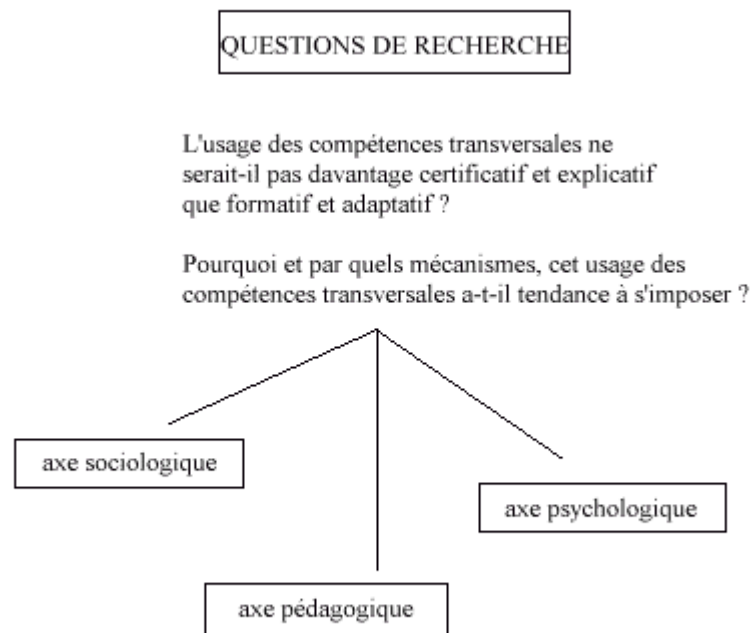 QUESTIONS DE RECHERCHE
L'usage des compétences transversales ne
serait-il pas davantage certificatif et explicatif
que formatif et adaptatif ?
Pourquoi et par quels mécanismes, cet usage des
compétences transversales a-t-il tendance à s'imposer ?
axe sociologique
axe psychologique
axe pédagogique